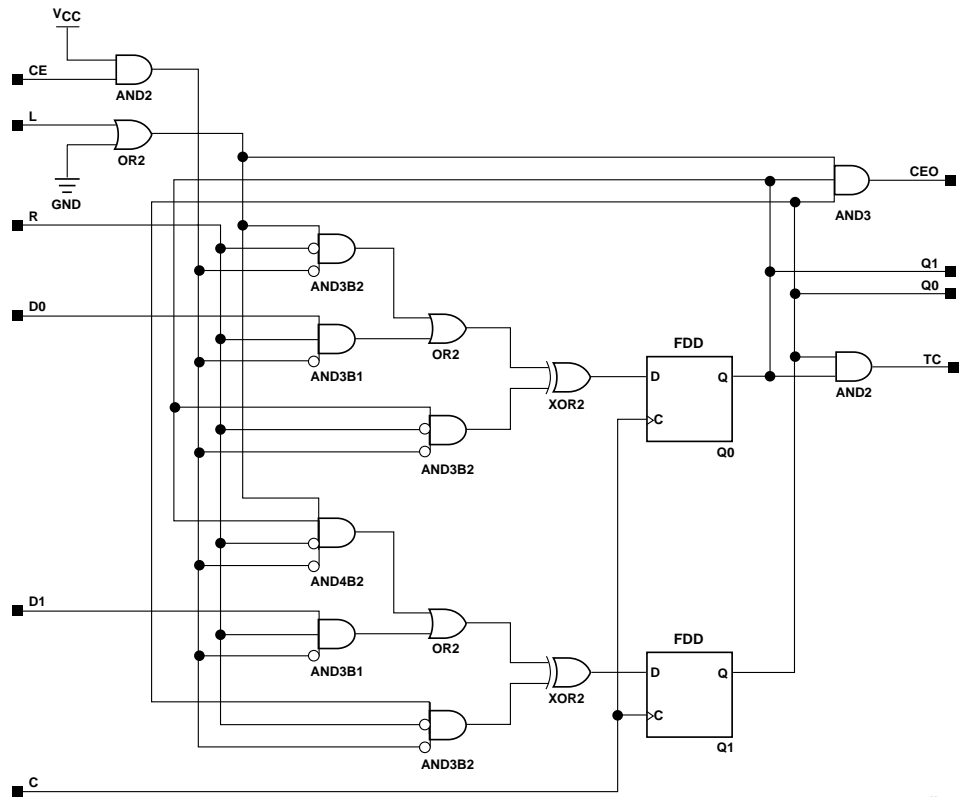 VCC
CE
AND2
L
OR2
GND
CEO
AND3
R
AND3B2
Q1
Q0
D0
AND3B1
OR2
XOR2
FDD
D
Q
C
Q0
TC
AND2
AND3B2
AND4B2
D1
AND3B1
OR2
XOR2
FDD
D
Q
C
Q1
AND3B2
C